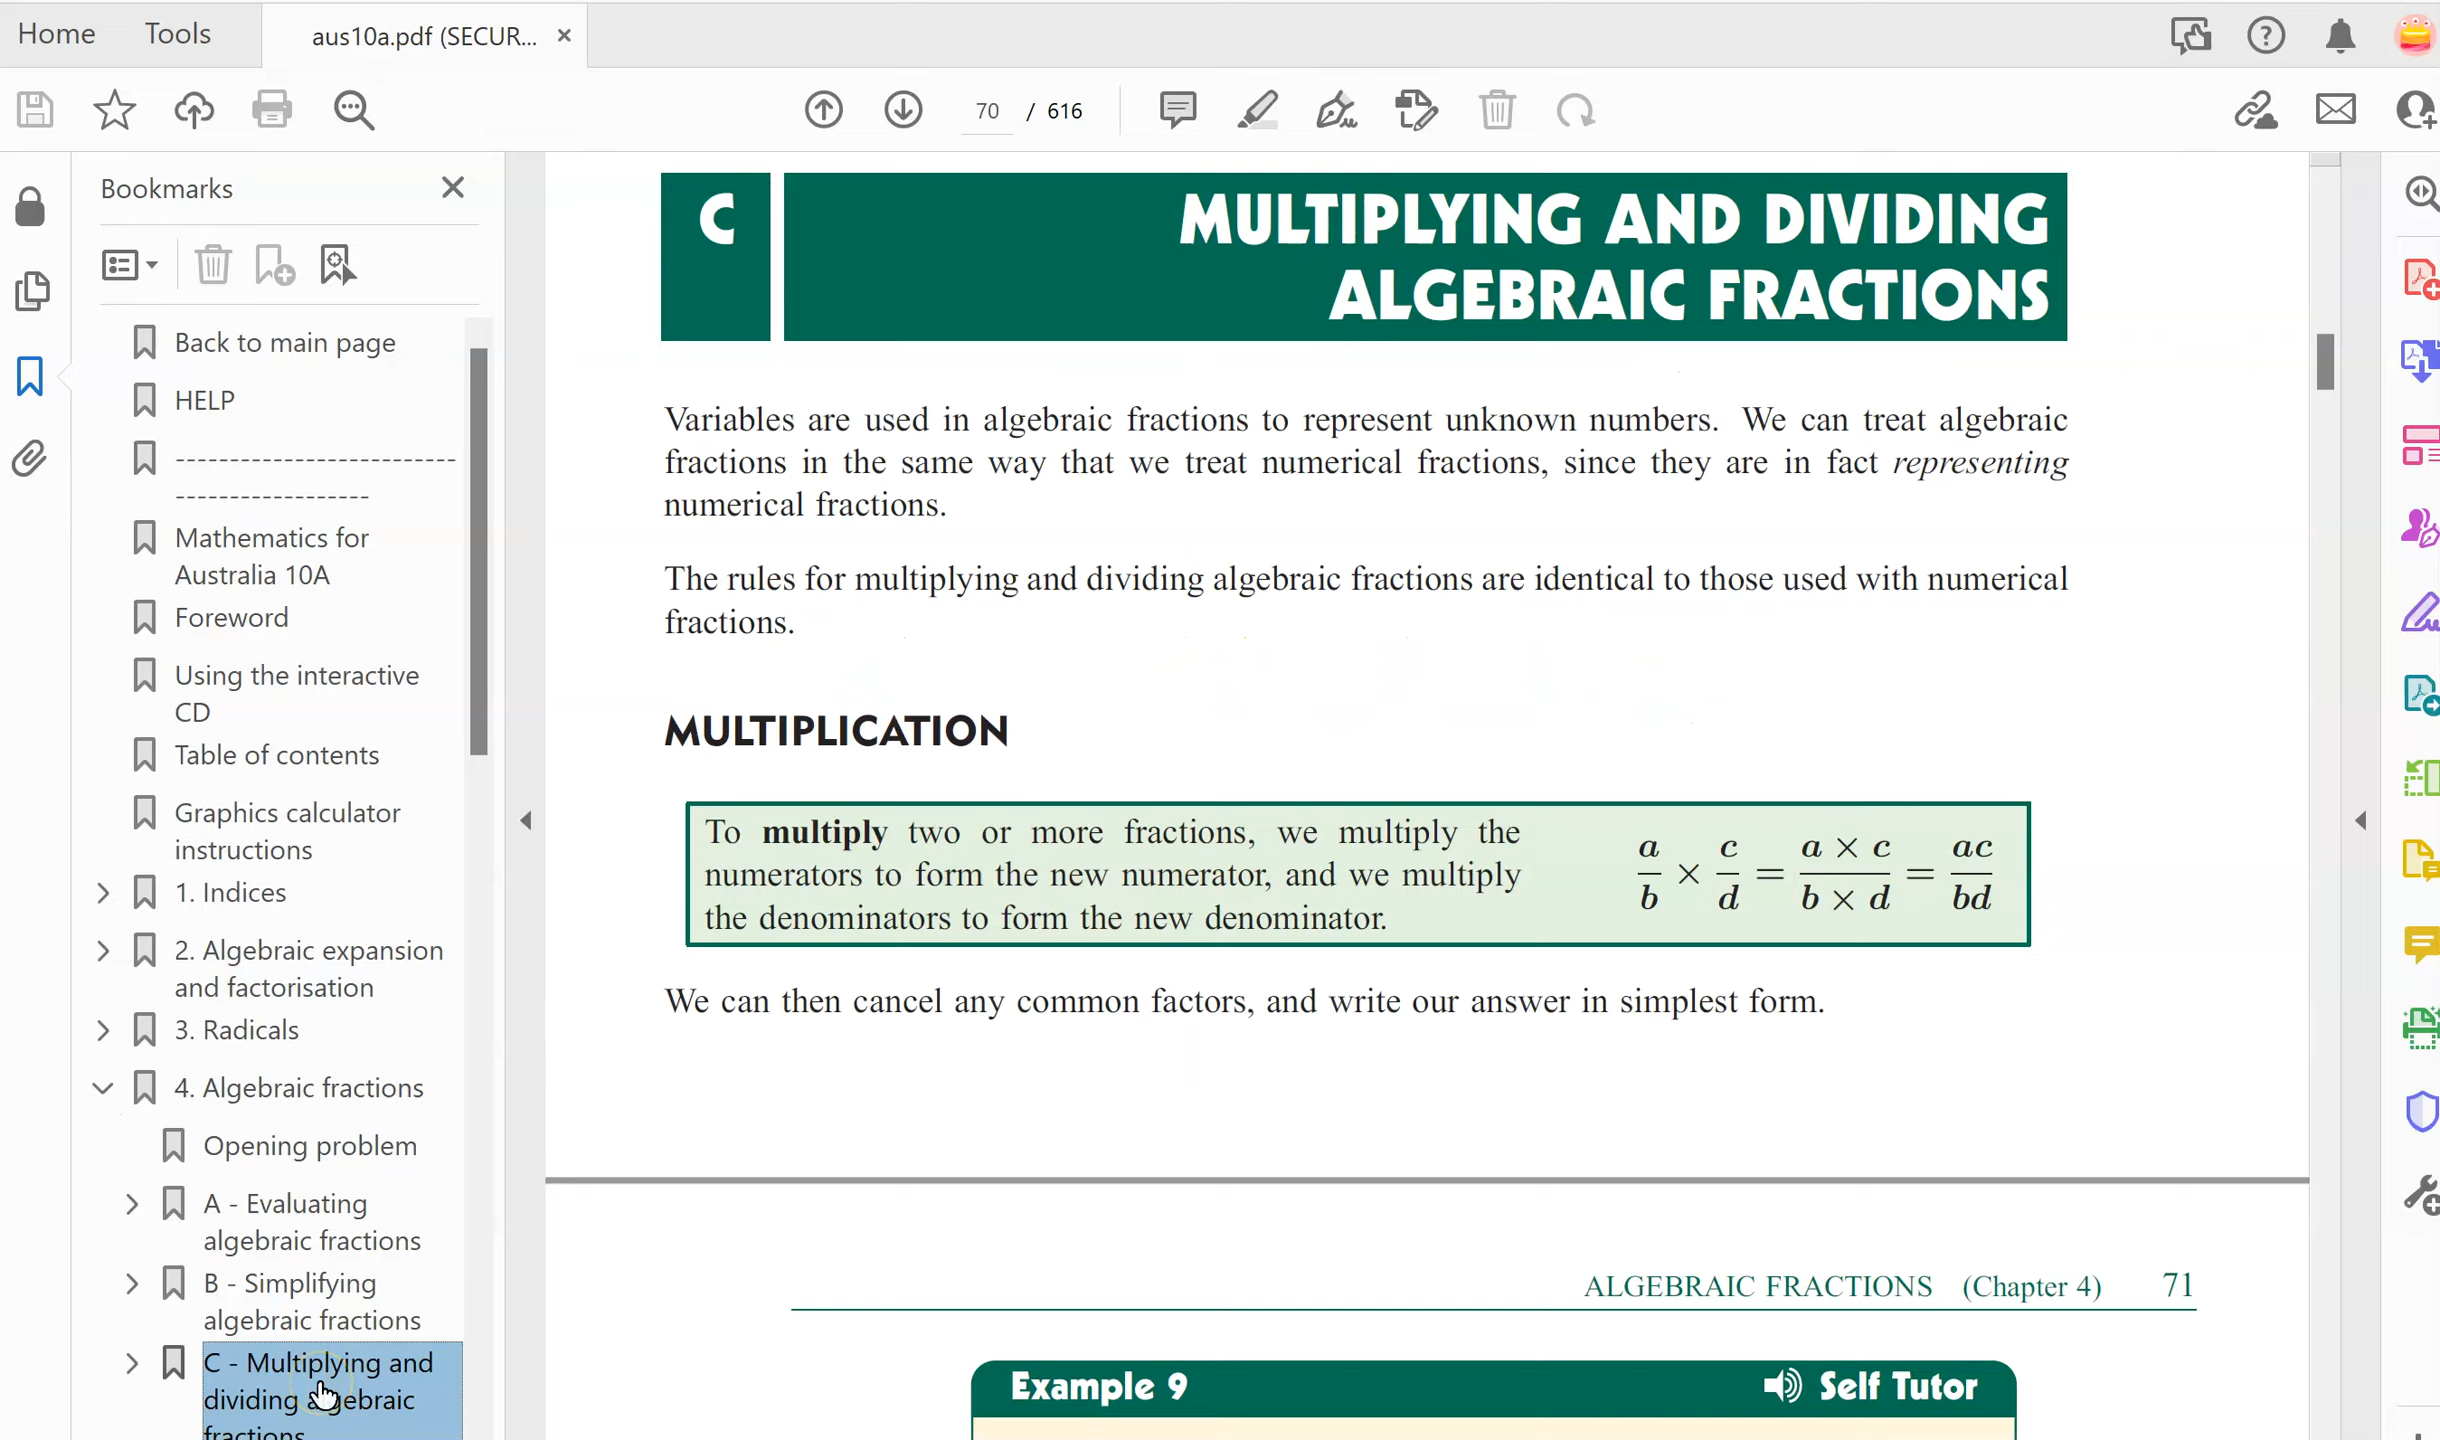 Home
Tools
aus10a.pdf (SECUR...
70 / 616
Bookmarks
Back to main page
HELP
--------------------------
------------------
Mathematics for
Australia 10A
Foreword
Using the interactive
CD
Table of contents
Graphics calculator
instructions
1. Indices
2. Algebraic expansion
and factorisation
3. Radicals
4. Algebraic fractions
Opening problem
A - Evaluating
algebraic fractions
B - Simplifying
algebraic fractions
C - Multiplying and
dividing algebraic
fractions
C
MULTIPLYING AND DIVIDING
ALGEBRAIC FRACTIONS
Variables are used in algebraic fractions to represent unknown numbers. We can treat algebraic
fractions in the same way that we treat numerical fractions, since they are in fact representing
numerical fractions.
The rules for multiplying and dividing algebraic fractions are identical to those used with numerical
fractions.
MULTIPLICATION
To multiply two or more fractions, we multiply the
numerators to form the new numerator, and we multiply
the denominators to form the new denominator.
a/b × c/d = (a × c)/(b × d) = ac/bd
We can then cancel any common factors, and write our answer in simplest form.
ALGEBRAIC FRACTIONS (Chapter 4) 71
Example 9
Self Tutor